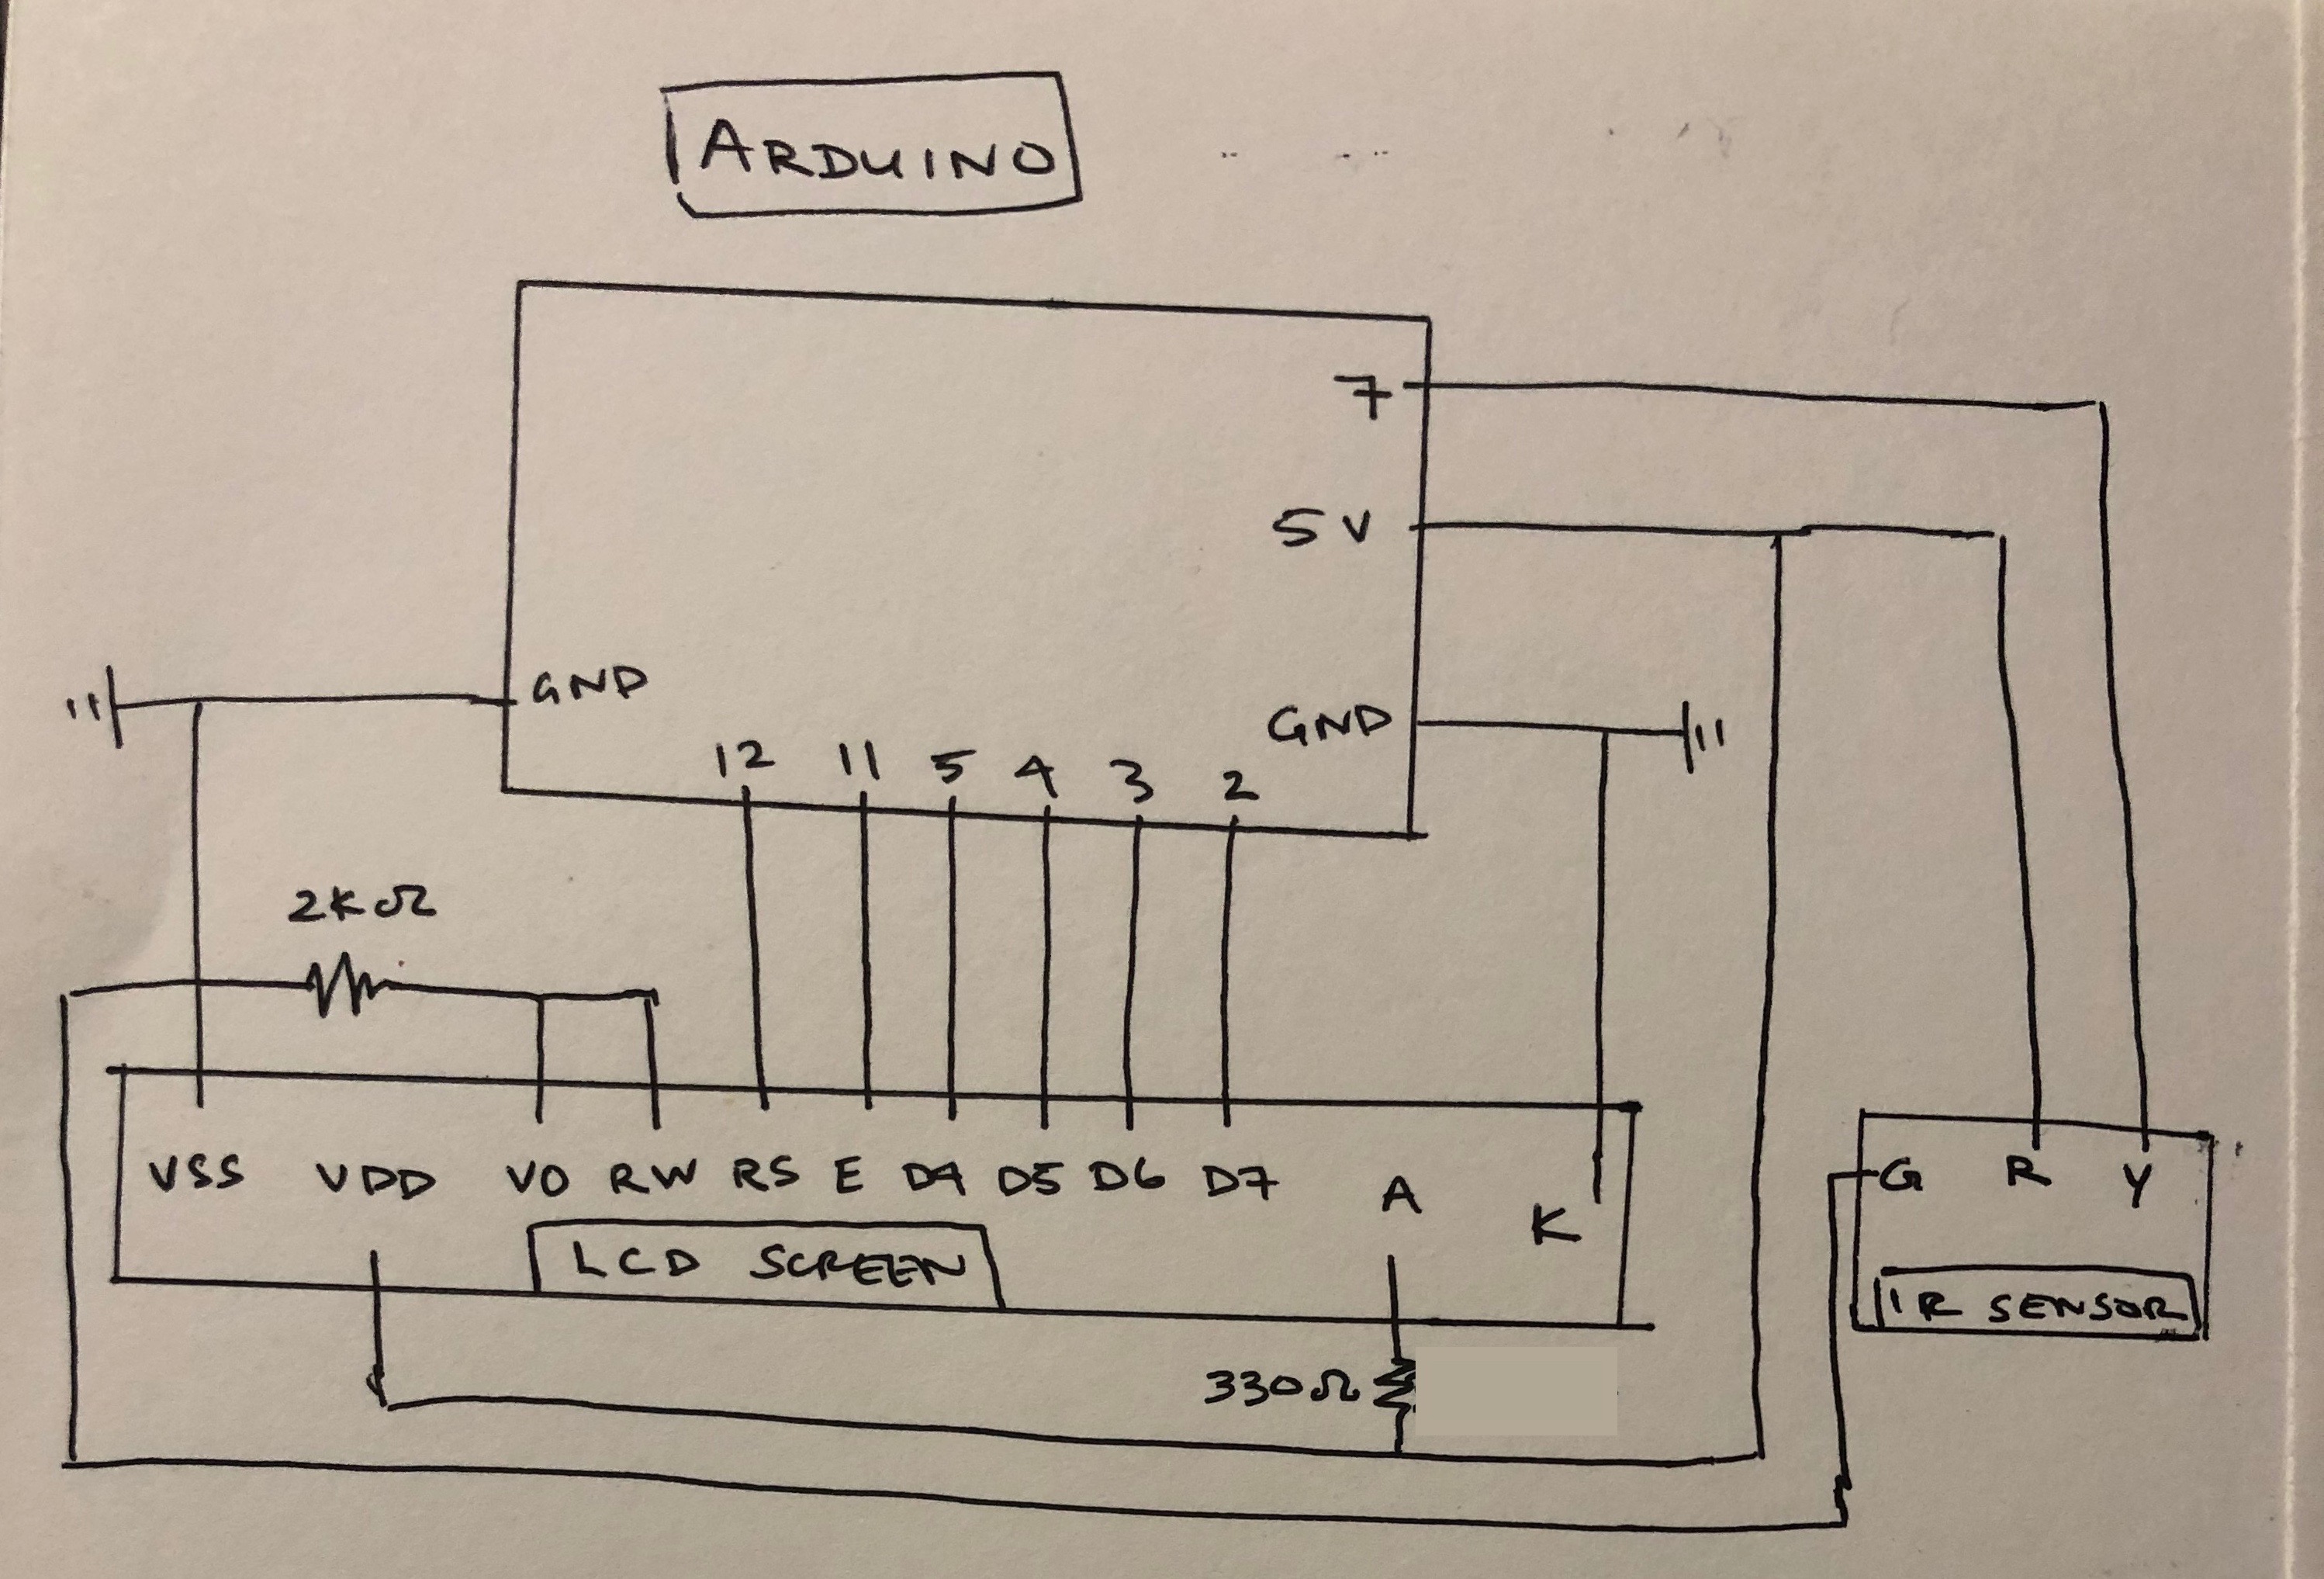 ARDUINO
7
5V
GND
GND
12 11 5 4 3 2
2KΩ
VSS VDD VO RW RS E D4 D5 D6 D7 A K
G R Y
LCD SCREEN
IR SENSOR
330Ω